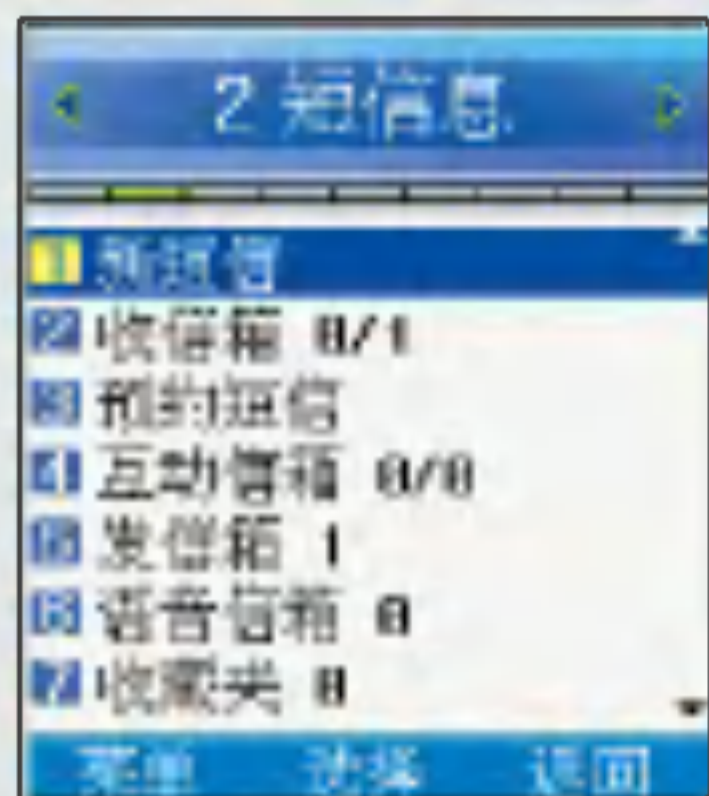 2 短信息
1 新短信
2 收信箱 0/1
3 预约短信
4 互动信箱 0/0
5 发信箱 1
6 语音信箱 0
7 收藏夹 0
菜单 选择 返回